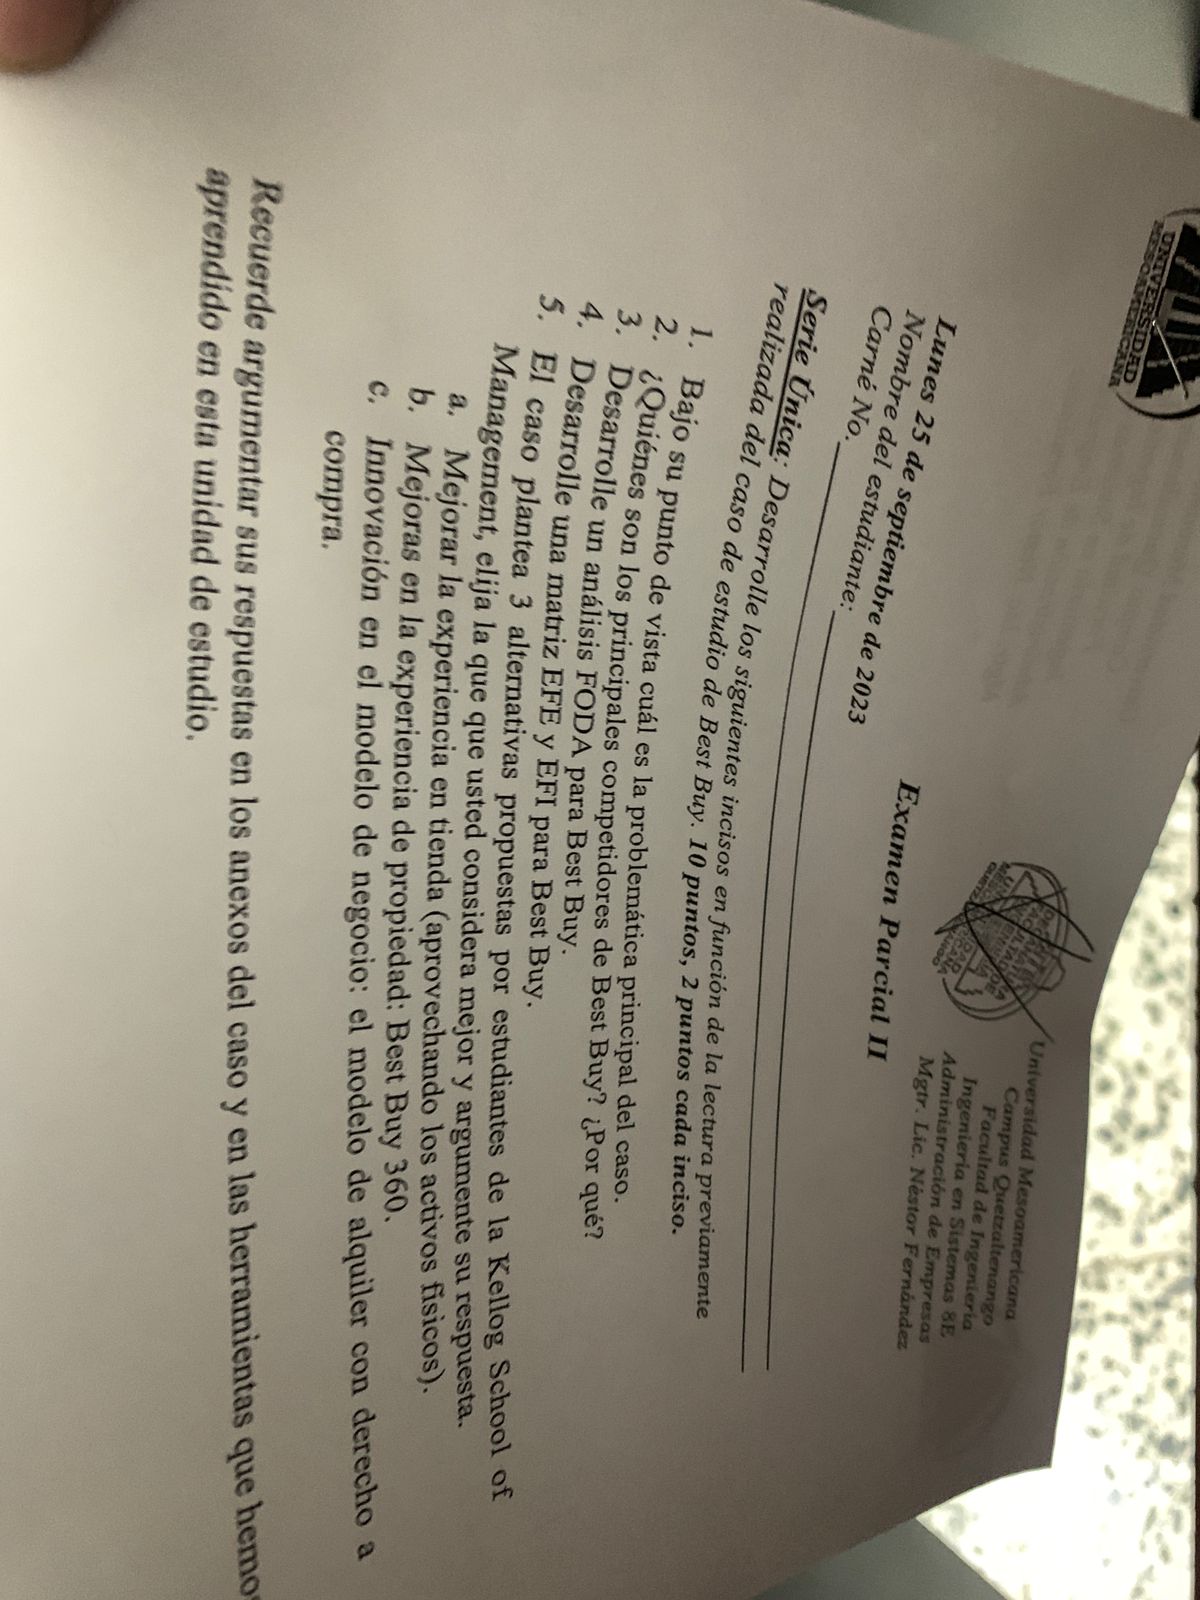 UNIVERSIDAD
MESOAMERICANA
Universidad Mesoamericana
Campus Quetzaltenango
Facultad de Ingeniería
Ingeniería en Sistemas 8E
Administración de Empresas
Mgtr. Lic. Néstor Fernández
Examen Parcial II
Lunes 25 de septiembre de 2023
Nombre del estudiante:
Carné No.
Serie Única: Desarrolle los siguientes incisos en función de la lectura previamente
realizada del caso de estudio de Best Buy. 10 puntos, 2 puntos cada inciso.
1. Bajo su punto de vista cuál es la problemática principal del caso.
2. ¿Quiénes son los principales competidores de Best Buy? ¿Por qué?
3. Desarrolle un análisis FODA para Best Buy.
4. Desarrolle una matriz EFE y EFI para Best Buy.
5. El caso plantea 3 alternativas propuestas por estudiantes de la Kellog School of
Management, elija la que que usted considera mejor y argumente su respuesta.
a. Mejorar la experiencia en tienda (aprovechando los activos físicos).
b. Mejoras en la experiencia de propiedad: Best Buy 360.
c. Innovación en el modelo de negocio: el modelo de alquiler con derecho a
compra.
Recuerde argumentar sus respuestas en los anexos del caso y en las herramientas que hemos
aprendido en esta unidad de estudio.